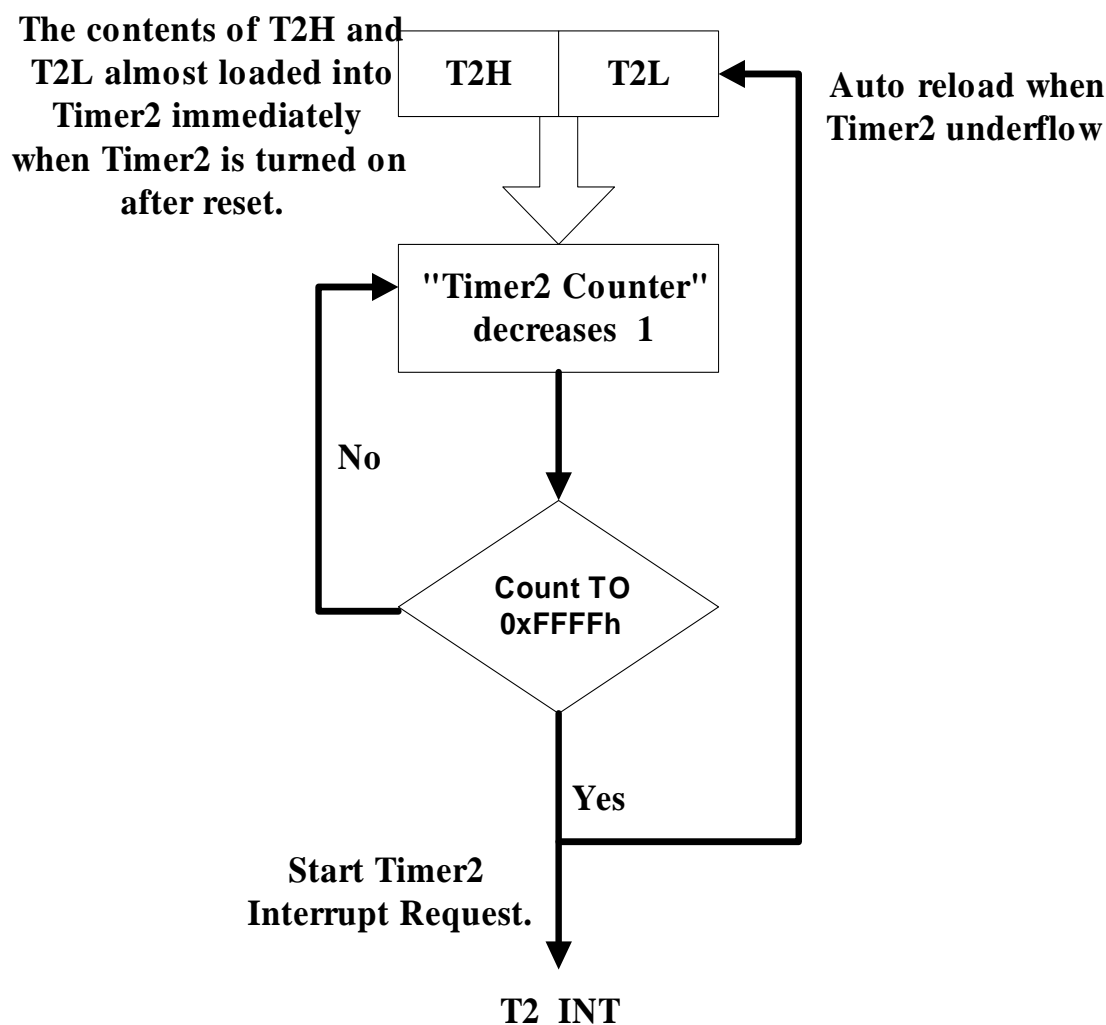 The contents of T2H and
T2L almost loaded into
Timer2 immediately
when Timer2 is turned on
after reset.
T2H
T2L
Auto reload when
Timer2 underflow
"Timer2 Counter"
decreases 1
No
Count TO
0xFFFFh
Yes
Start Timer2
Interrupt Request.
T2 INT